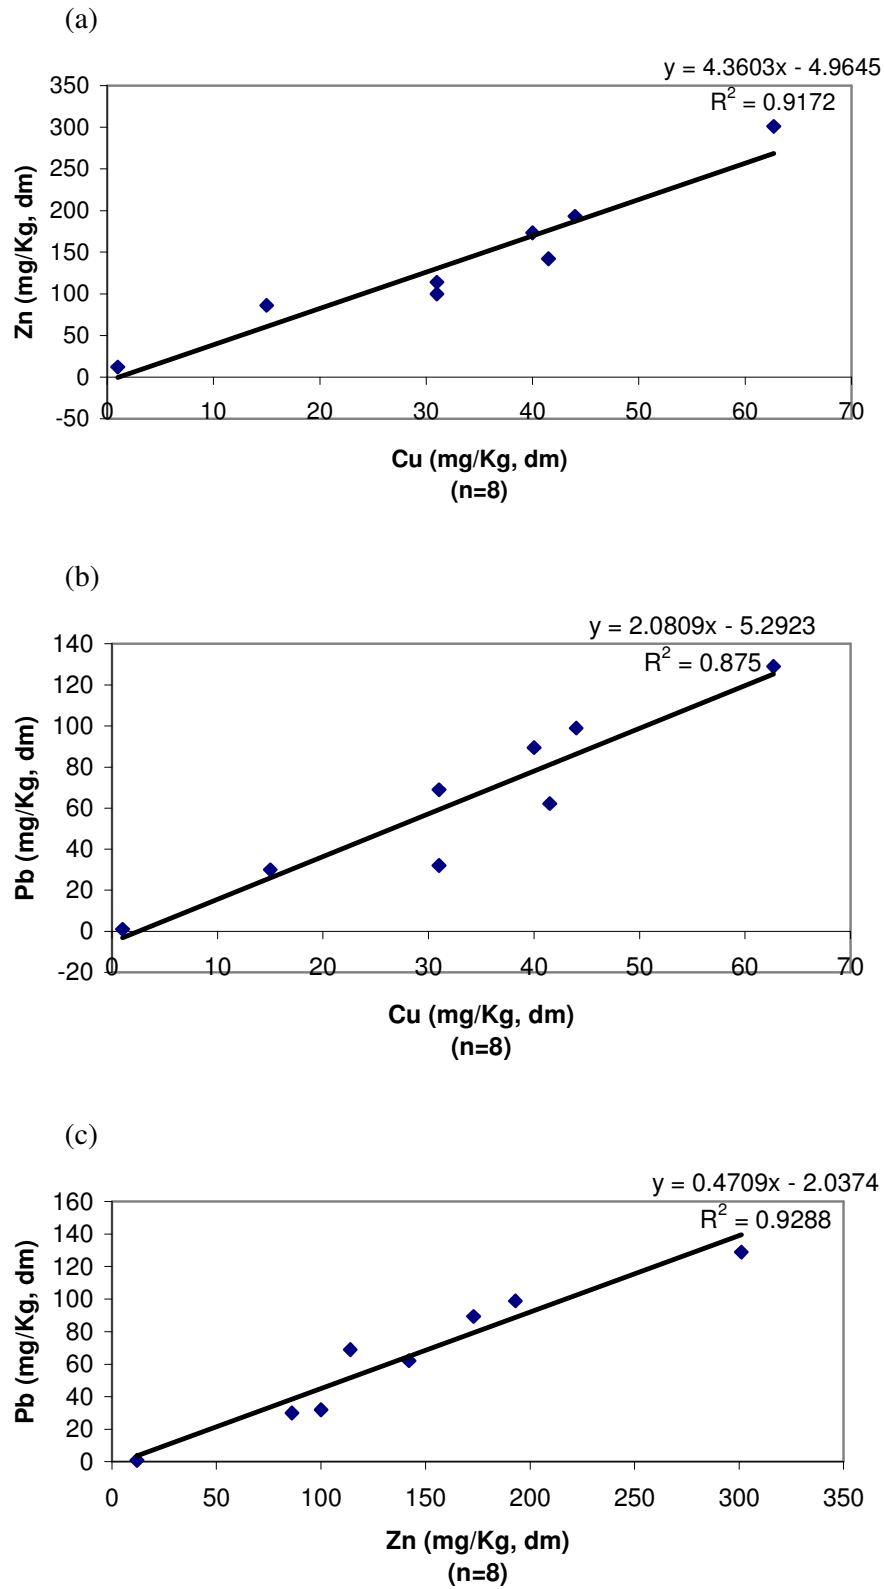 (a)
y = 4.3603x - 4.9645
R² = 0.9172
350
300
250
200
150
100
50
0
-50
Zn (mg/Kg, dm)
0 10 20 30 40 50 60 70
Cu (mg/Kg, dm)
(n=8)
(b)
y = 2.0809x - 5.2923
R² = 0.875
140
120
100
80
60
40
20
0
-20
Pb (mg/Kg, dm)
0 10 20 30 40 50 60 70
Cu (mg/Kg, dm)
(n=8)
(c)
y = 0.4709x - 2.0374
R² = 0.9288
160
140
120
100
80
60
40
20
0
Pb (mg/Kg, dm)
0 50 100 150 200 250 300 350
Zn (mg/Kg, dm)
(n=8)